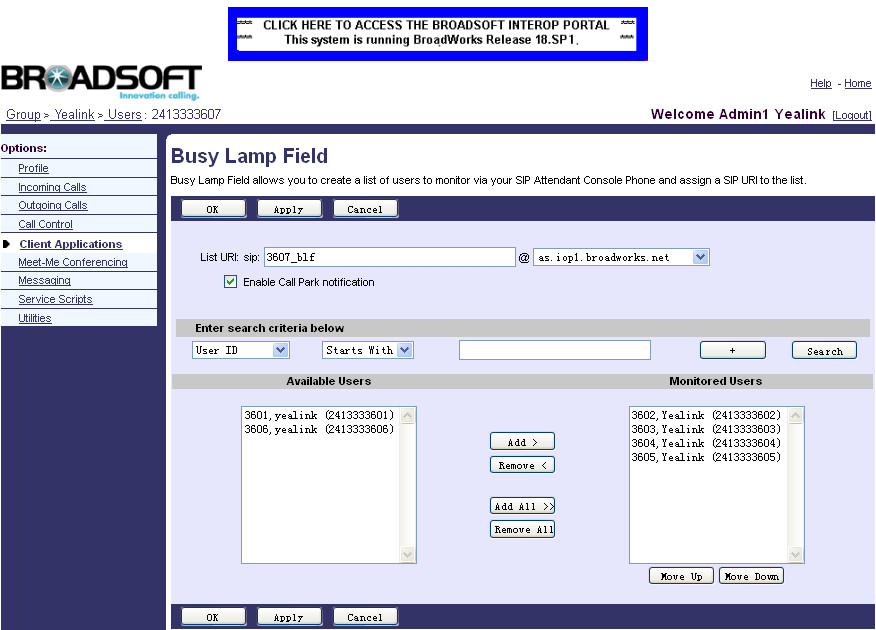 *** CLICK HERE TO ACCESS THE BROADSOFT INTEROP PORTAL ***
*** This system is running BroadWorks Release 18.SP1. ***
BROADSOFT
Innovation calling.
Help - Home
Group > Yealink > Users : 2413333607
Welcome Admin1 Yealink [Logout]
Options:
Profile
Incoming Calls
Outgoing Calls
Call Control
Client Applications
Meet-Me Conferencing
Messaging
Service Scripts
Utilities
Busy Lamp Field
Busy Lamp Field allows you to create a list of users to monitor via your SIP Attendant Console Phone and assign a SIP URI to the list.
OK Apply Cancel
List URI: sip: 3607_blf @ as.iop1.broadworks.net
Enable Call Park notification
Enter search criteria below
User ID Starts With + Search
Available Users Monitored Users
3601,yealink (2413333601)
3606,yealink (2413333606)
Add >
Remove <
Add All >>
Remove All
3602,Yealink (2413333602)
3603,Yealink (2413333603)
3604,Yealink (2413333604)
3605,Yealink (2413333605)
Move Up Move Down
OK Apply Cancel